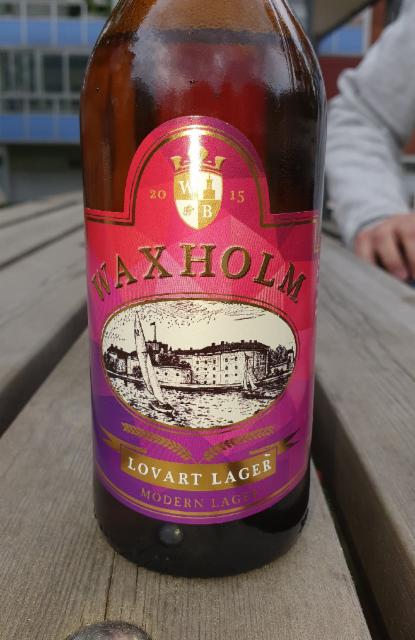 20 15
W
B
WAXHOLM
LOVART LAGER
MODERN LAGER